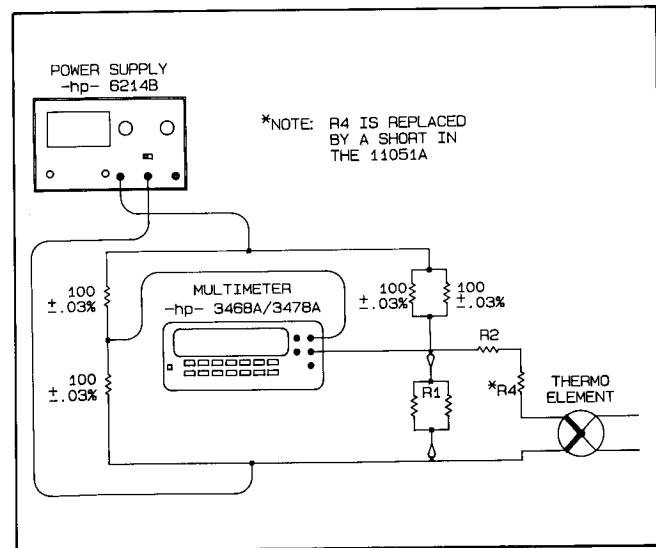 POWER SUPPLY
-hp- 6214B
*NOTE: R4 IS REPLACED
BY A SHORT IN
THE 11051A
100
±.03%
MULTIMETER
-hp- 3468A/3478A
100
±.03%
100
±.03%
R2
100
±.03%
R1
*R4
THERMO
ELEMENT